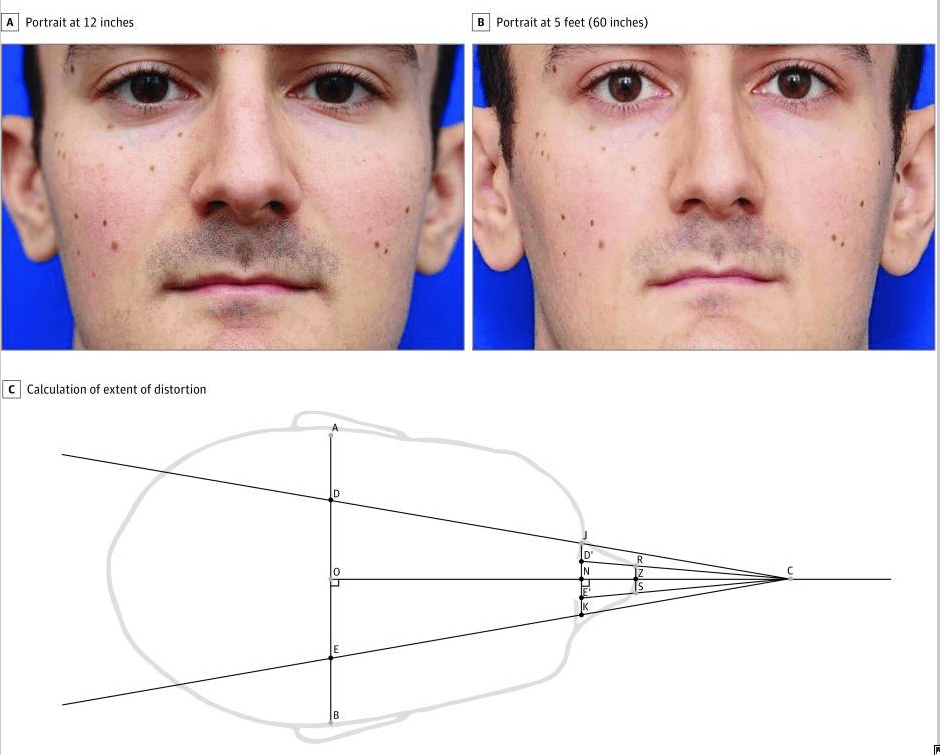 A Portrait at 12 inches
B Portrait at 5 feet (60 inches)
C Calculation of extent of distortion
A
D
J
D'
R
O
N
Z
C
E'
S
K
E
B